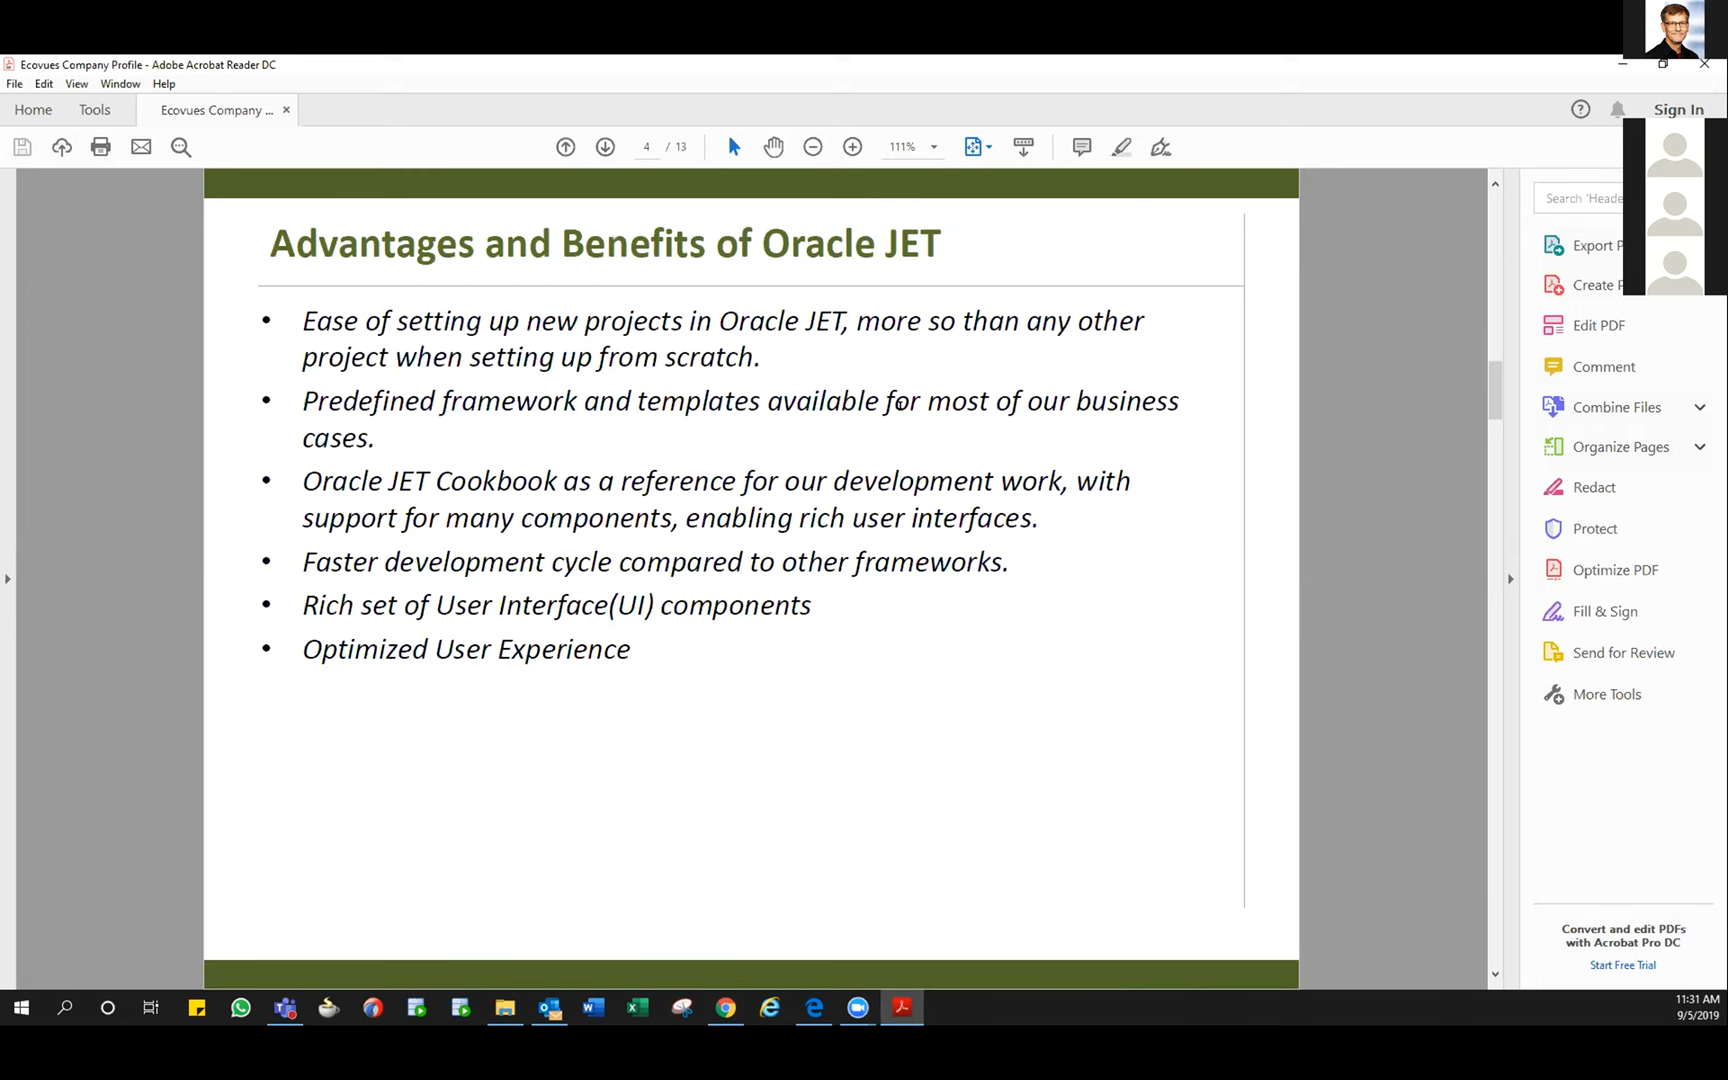 Ecovues Company Profile - Adobe Acrobat Reader DC
File Edit View Window Help
Home Tools Ecovues Company ... × Sign In
4 / 13 111%
Advantages and Benefits of Oracle JET
• Ease of setting up new projects in Oracle JET, more so than any other
project when setting up from scratch.
• Predefined framework and templates available for most of our business
cases.
• Oracle JET Cookbook as a reference for our development work, with
support for many components, enabling rich user interfaces.
• Faster development cycle compared to other frameworks.
• Rich set of User Interface(UI) components
• Optimized User Experience
Search 'Heade
Export P
Create P
Edit PDF
Comment
Combine Files
Organize Pages
Redact
Protect
Optimize PDF
Fill & Sign
Send for Review
More Tools
Convert and edit PDFs
with Acrobat Pro DC
Start Free Trial
11:31 AM
9/5/2019